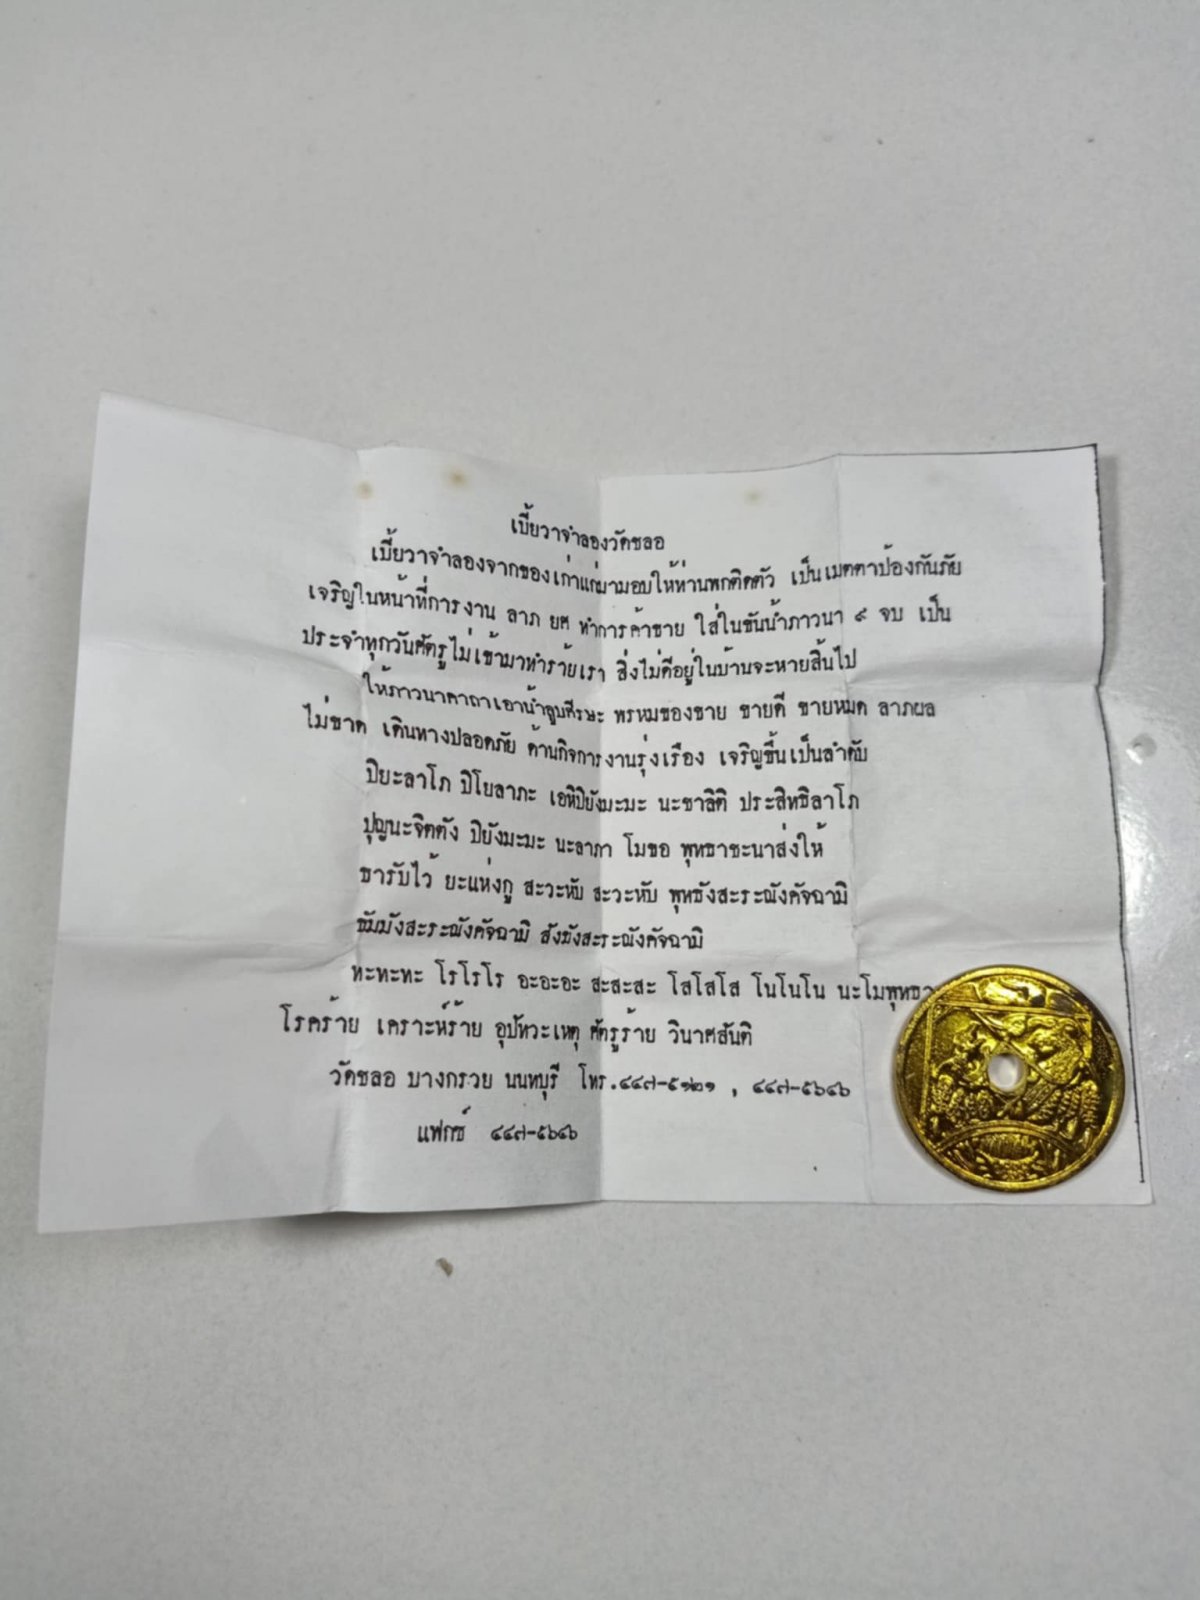 เบี้ยวาจำลองวัดชลอ
เบี้ยวาจำลองจากของเก่าแก่มามอบให้ท่านพกติดตัว เป็นเมตตาป้องกันภัย
เจริญในหน้าที่การงาน ลาภ ยศ ทำการค้าขาย ใส่ในขันน้ำภาวนา ๙ จบ เป็น
ประจำทุกวันศัตรูไม่เข้ามาทำร้ายเรา สิ่งไม่ดีอยู่ในบ้านจะหายสิ้นไป
ให้ภาวนาคาถาเอาน้ำลูบศีรษะ พรหมของขาย ขายดี ขายหมด ลาภผล
ไม่ขาด เดินทางปลอดภัย ด้านกิจการงานรุ่งเรือง เจริญขึ้นเป็นลำดับ
ปิยะลาโภ ปิโยลาภะ เอหิปิยังมะมะ นะชาลิติ ประสิทธิลาโภ
ปุญนะจิตตัง ปิยังมะมะ นะลาภา โมขอ พุทธาชะนาส่งให้
ธารับไว้ ยะแห่งกู สะวะหับ สะวะหับ พุทธังสะระณังคัจฉามิ
ธัมมังสะระณังคัจฉามิ สังฆังสะระณังคัจฉามิ
หะหะหะ โรโรโร อะอะอะ สะสะสะ โสโสโส โนโนโน นะโมพุทธา
โรคร้าย เคราะห์ร้าย อุปัทวะเหตุ ศัตรูร้าย วินาศสันติ
วัดชลอ บางกรวย นนทบุรี โทร.๔๔๗-๕๑๒๑ , ๔๔๗-๕๖๔๖
แฟกซ์ ๔๔๗-๕๖๔๖